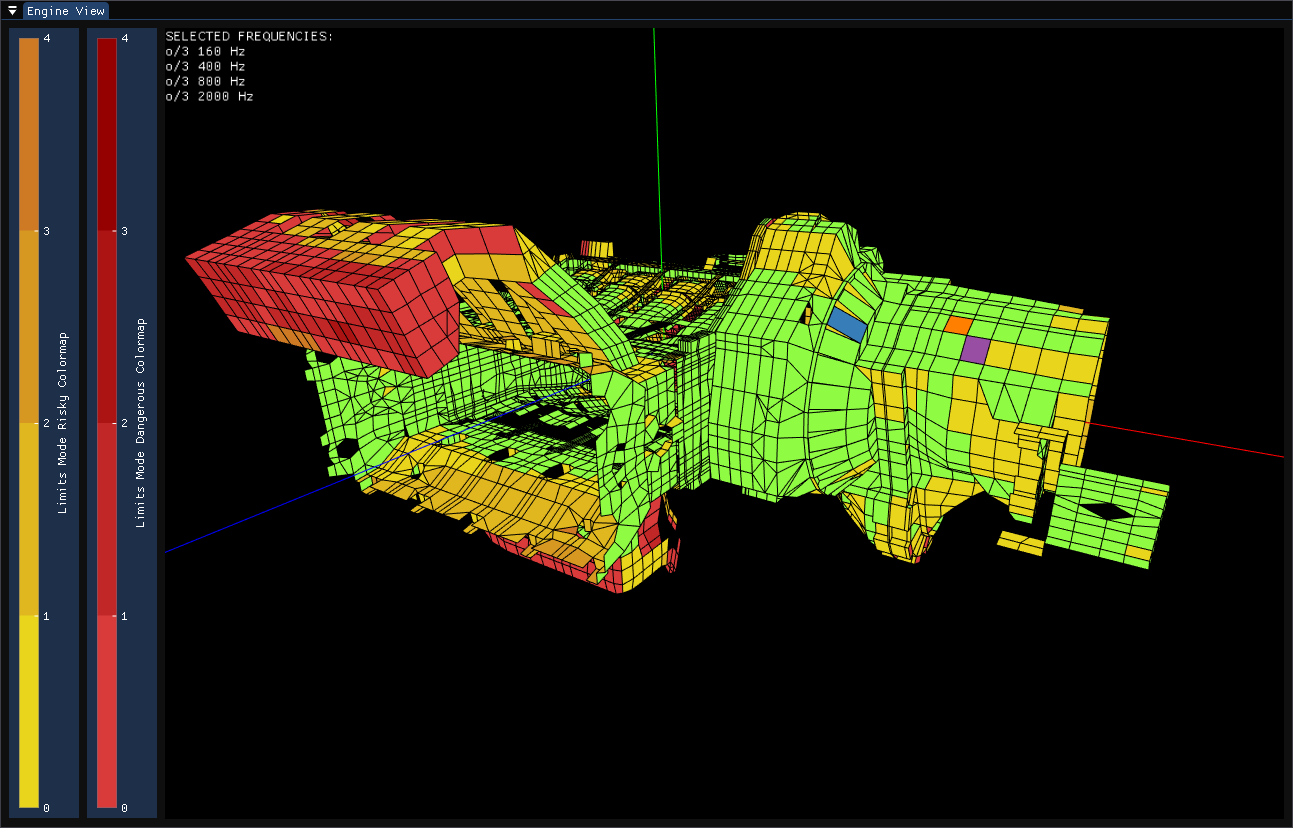 Engine View
SELECTED FREQUENCIES:
o/3 160 Hz
o/3 400 Hz
o/3 800 Hz
o/3 2000 Hz
4
3
2
1
0
Limits Mode Risky Colormap
4
3
2
1
0
Limits Mode Dangerous Colormap